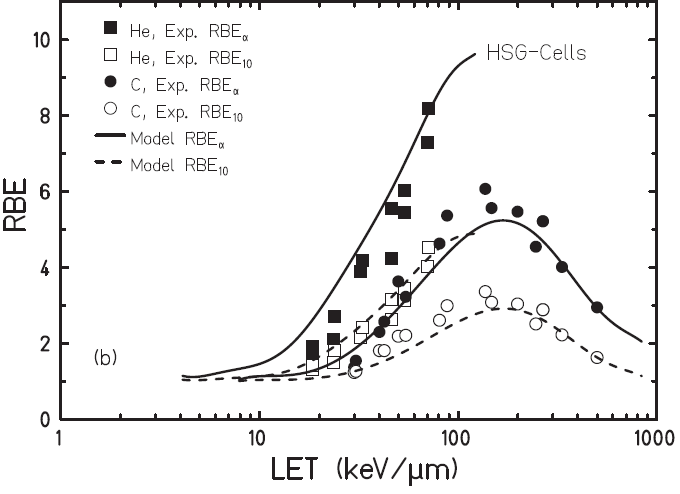 10
8
6
4
2
0
RBE
He, Exp. RBEα
He, Exp. RBE10
C, Exp. RBEα
C, Exp. RBE10
Model RBEα
Model RBE10
HSG-Cells
(b)
1 10 100 1000
LET (keV/μm)